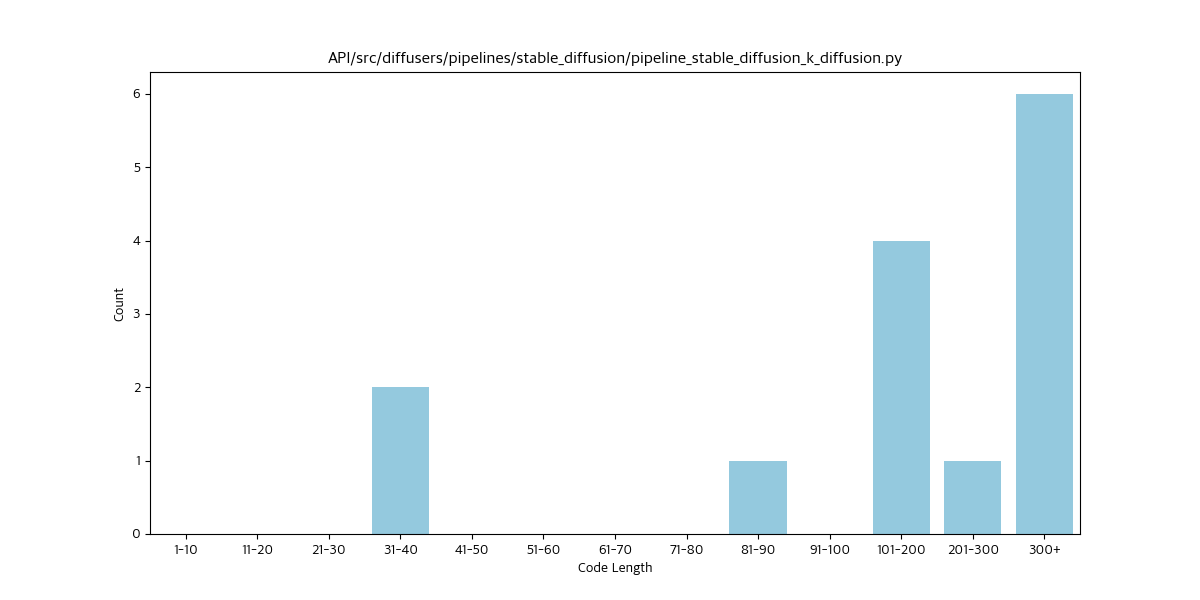 API/src/diffusers/pipelines/stable_diffusion/pipeline_stable_diffusion_k_diffusion.py
6
5
4
3
2
1
0
Count
1-10 11-20 21-30 31-40 41-50 51-60 61-70 71-80 81-90 91-100 101-200 201-300 300+
Code Length